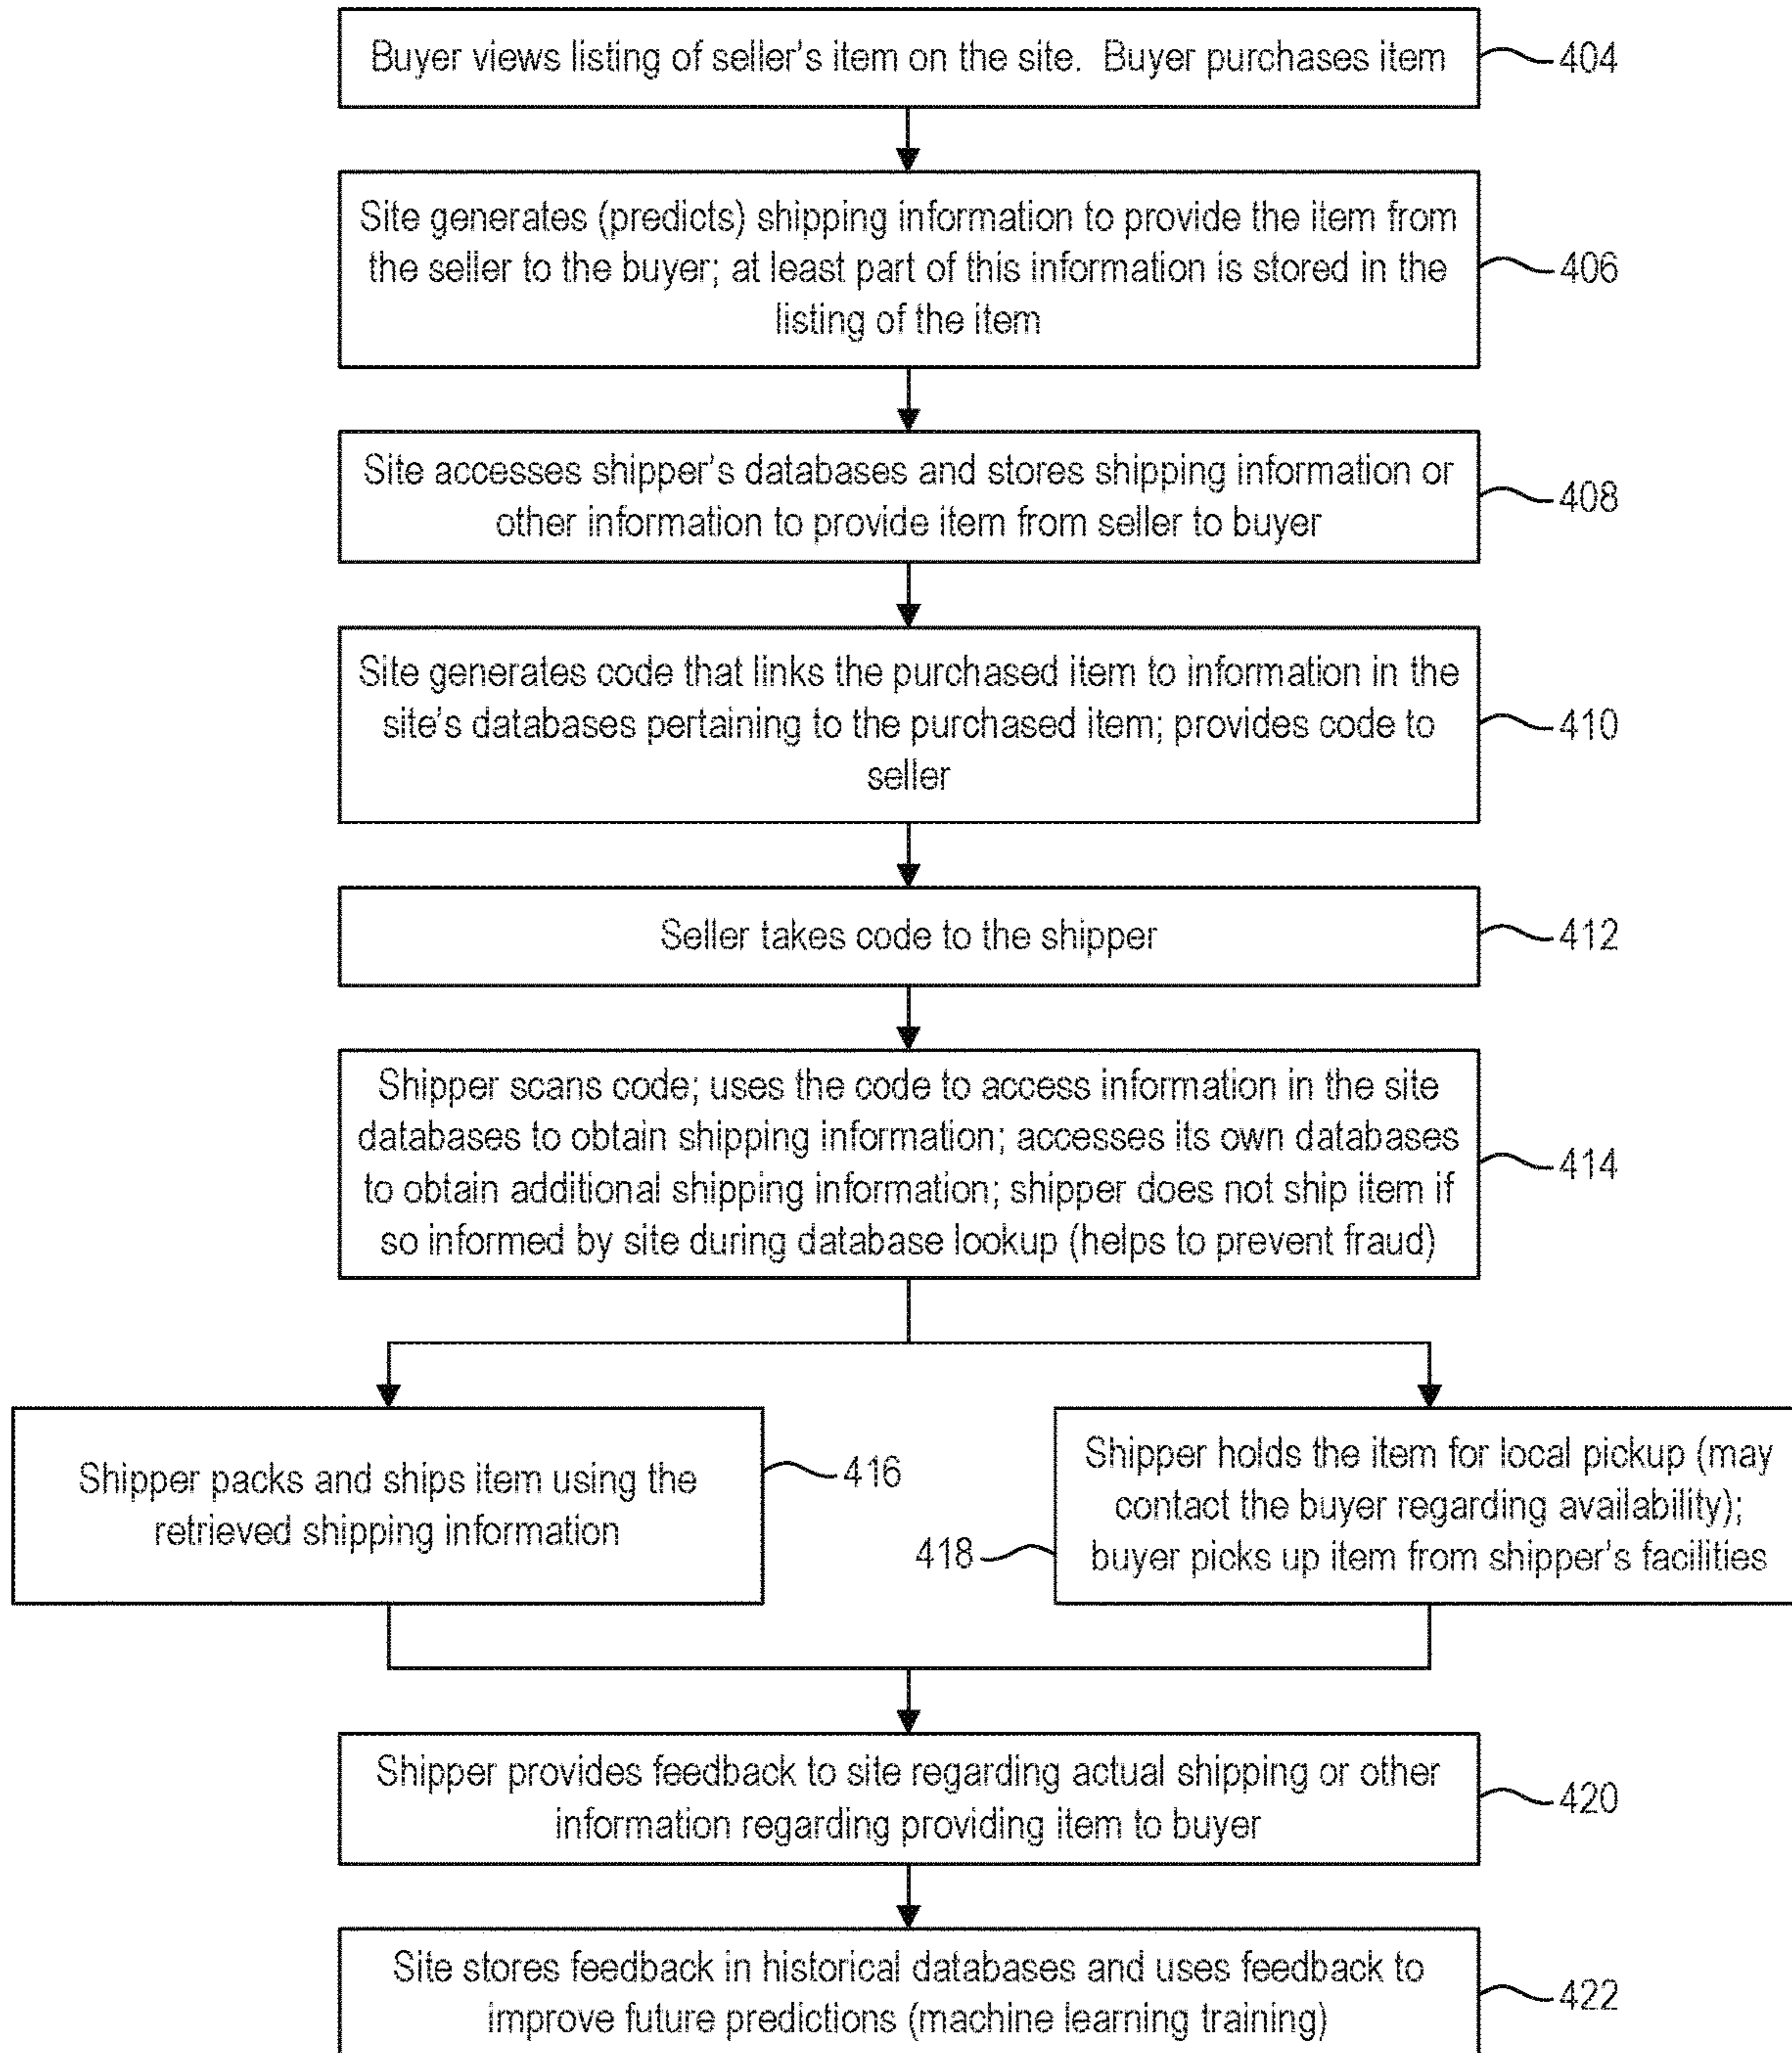 Buyer views listing of seller's item on the site. Buyer purchases item
404
Site generates (predicts) shipping information to provide the item from
the seller to the buyer; at least part of this information is stored in the
listing of the item
406
Site accesses shipper's databases and stores shipping information or
other information to provide item from seller to buyer
408
Site generates code that links the purchased item to information in the
site's databases pertaining to the purchased item; provides code to
seller
410
Seller takes code to the shipper
412
Shipper scans code; uses the code to access information in the site
databases to obtain shipping information; accesses its own databases
to obtain additional shipping information; shipper does not ship item if
so informed by site during database lookup (helps to prevent fraud)
414
Shipper packs and ships item using the
retrieved shipping information
416
Shipper holds the item for local pickup (may
contact the buyer regarding availability);
buyer picks up item from shipper's facilities
418
Shipper provides feedback to site regarding actual shipping or other
information regarding providing item to buyer
420
Site stores feedback in historical databases and uses feedback to
improve future predictions (machine learning training)
422